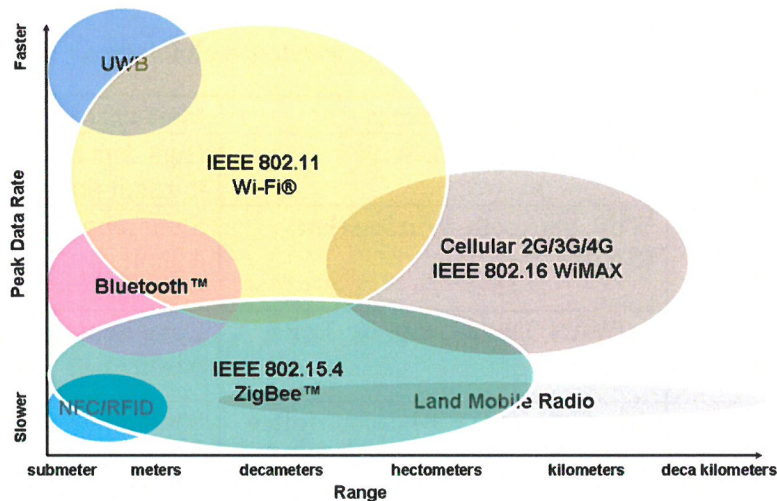 Faster
UWB
IEEE 802.11
Wi-Fi®
Peak Data Rate
Cellular 2G/3G/4G
IEEE 802.16 WiMAX
Bluetooth™
IEEE 802.15.4
ZigBee™
Slower
NFC/RFID
Land Mobile Radio
submeter meters decameters hectometers kilometers deca kilometers
Range